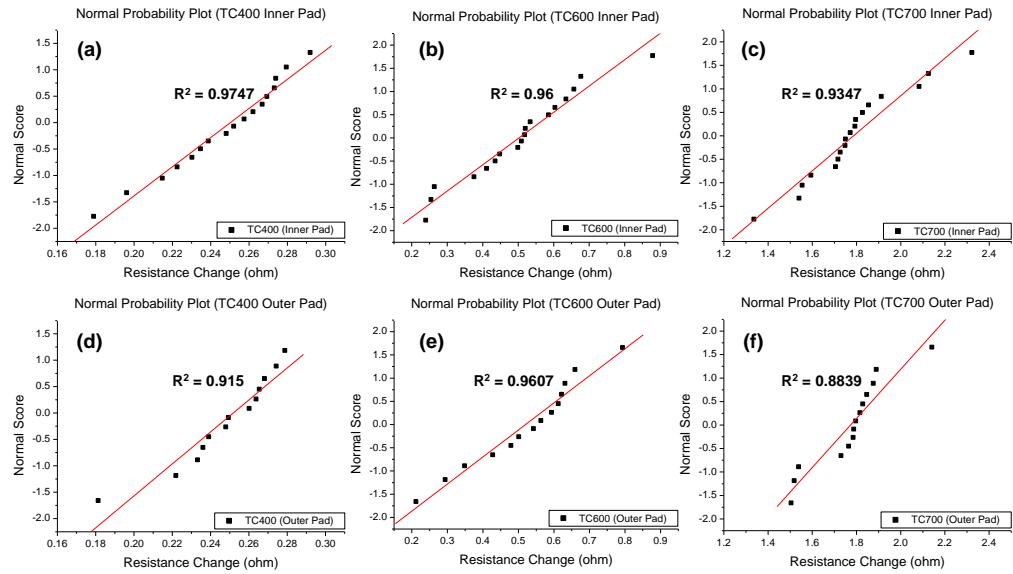 Normal Probability Plot (TC400 Inner Pad)
(a)
R² = 0.9747
Normal Score
1.5
1.0
0.5
0.0
-0.5
-1.0
-1.5
-2.0
TC400 (Inner Pad)
0.16 0.18 0.20 0.22 0.24 0.26 0.28 0.30
Resistance Change (ohm)
Normal Probability Plot (TC600 Inner Pad)
(b)
R² = 0.96
Normal Score
2.0
1.5
1.0
0.5
0.0
-0.5
-1.0
-1.5
-2.0
TC600 (Inner Pad)
0.2 0.3 0.4 0.5 0.6 0.7 0.8 0.9
Resistance Change (ohm)
Normal Probability Plot (TC700 Inner Pad)
(c)
R² = 0.9347
Normal Score
2.0
1.5
1.0
0.5
0.0
-0.5
-1.0
-1.5
-2.0
TC700 (Inner Pad)
1.2 1.4 1.6 1.8 2.0 2.2 2.4
Resistance Change (ohm)
Normal Probability Plot (TC400 Outer Pad)
(d)
R² = 0.915
Normal Score
1.5
1.0
0.5
0.0
-0.5
-1.0
-1.5
-2.0
TC400 (Outer Pad)
0.16 0.18 0.20 0.22 0.24 0.26 0.28 0.30
Resistance Change (ohm)
Normal Probability Plot (TC600 Outer Pad)
(e)
R² = 0.9607
Normal Score
2.0
1.5
1.0
0.5
0.0
-0.5
-1.0
-1.5
-2.0
TC600 (Outer Pad)
0.2 0.3 0.4 0.5 0.6 0.7 0.8 0.9
Resistance Change (ohm)
Normal Probability Plot (TC700 Outer Pad)
(f)
R² = 0.8839
Normal Score
2.0
1.5
1.0
0.5
0.0
-0.5
-1.0
-1.5
-2.0
TC700 (Outer Pad)
1.2 1.4 1.6 1.8 2.0 2.2 2.4
Resistance Change (ohm)